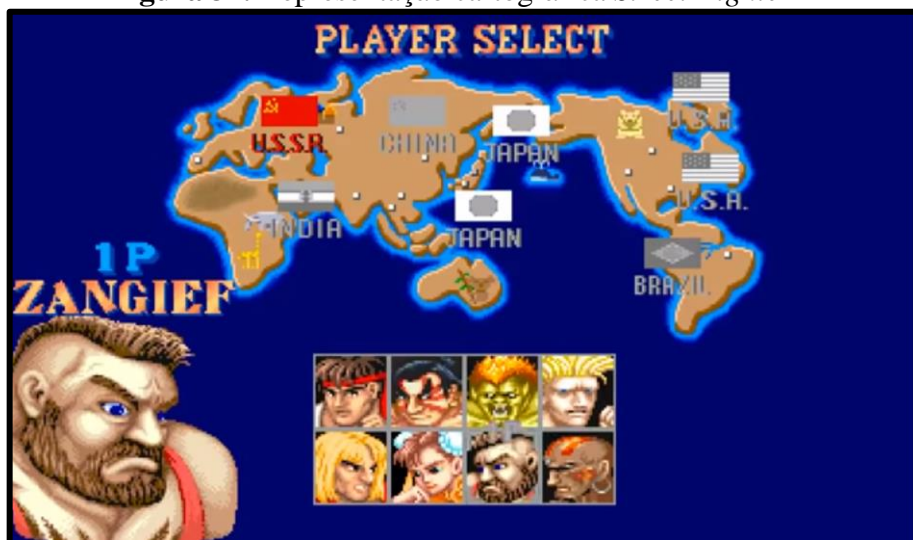 PLAYER SELECT
U.S.A.
U.S.S.R.
CHINA
JAPAN
U.S.A.
INDIA
JAPAN
BRAZIL
1P
ZANGIEF